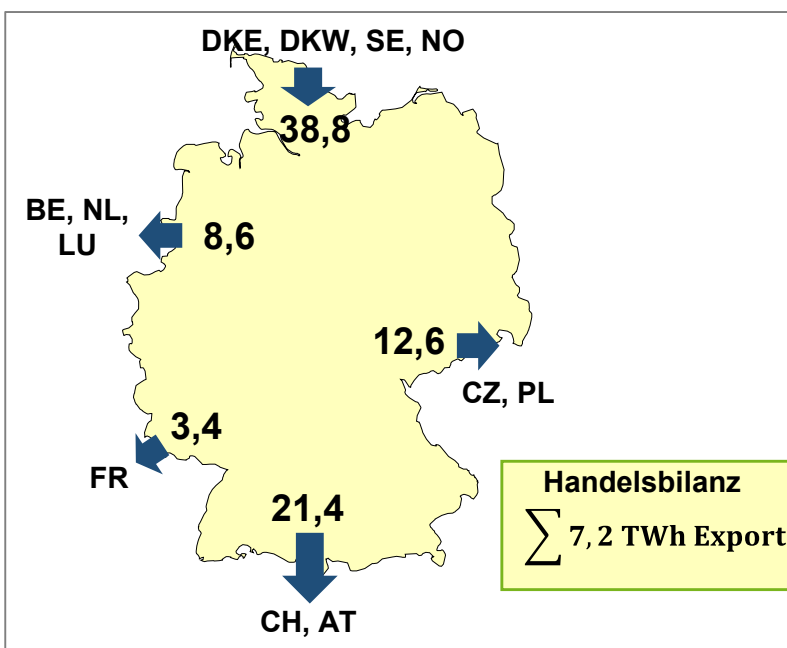 DKE, DKW, SE, NO
38,8
BE, NL,
LU
8,6
12,6
CZ, PL
3,4
FR
21,4
Handelsbilanz
∑ 7,2 TWh Export
CH, AT